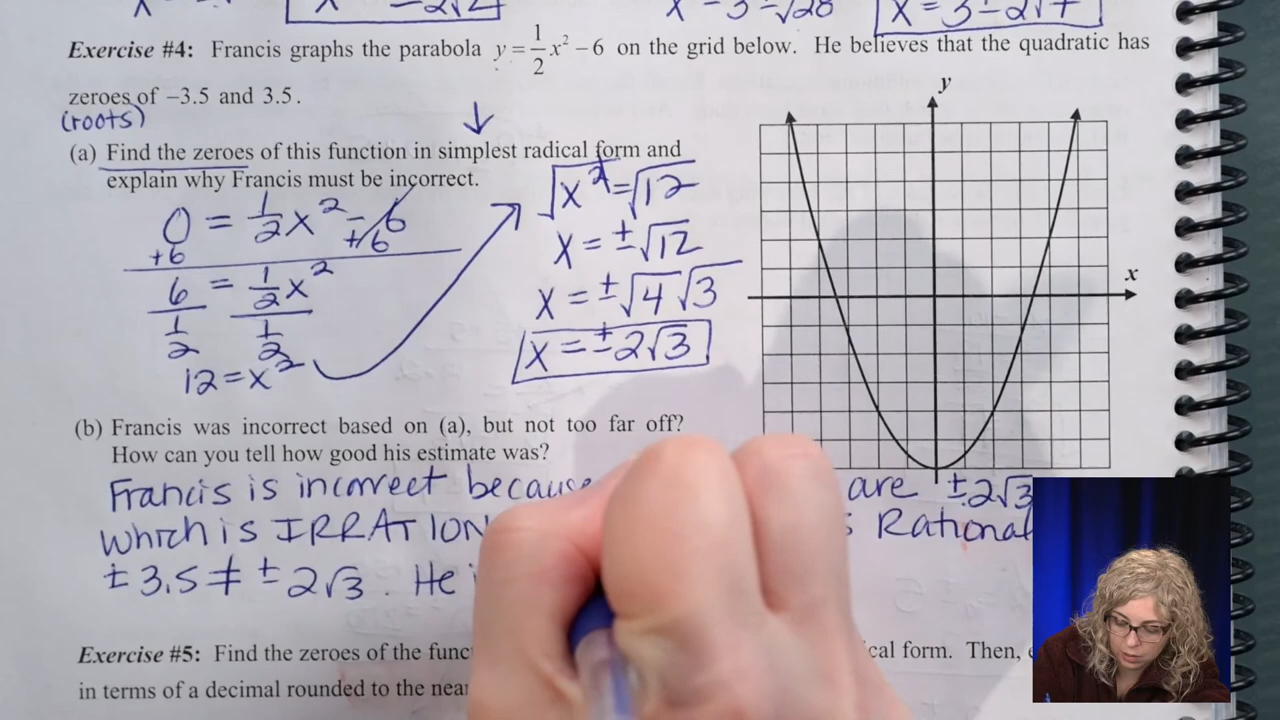 x = 3 ± √28
x = 3 ± 2√7
Exercise #4: Francis graphs the parabola y = 1/2 x² − 6 on the grid below. He believes that the quadratic has
zeroes of −3.5 and 3.5.
(roots)
(a) Find the zeroes of this function in simplest radical form and
explain why Francis must be incorrect.
0 = 1/2 x² − 6
+6 +6
6 = 1/2 x²
1/2 1/2
12 = x²
√x² = √12
x = ± √12
x = ± √4 √3
x = ± 2√3
y
x
(b) Francis was incorrect based on (a), but not too far off?
How can you tell how good his estimate was?
Francis is incorrect because are ± 2√3
which is Rational
± 3.5 ≠ ± 2√3. He
Exercise #5: Find the zeroes of the form. Then,
in terms of a decimal rounded to the